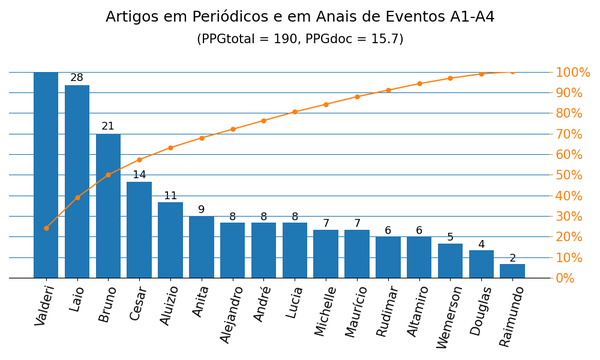 Artigos em Periódicos e em Anais de Eventos A1-A4
(PPGtotal = 190, PPGdoc = 15.7)
28
21
14
11
9
8
8
8
7
7
6
6
5
4
2
100%
90%
80%
70%
60%
50%
40%
30%
20%
10%
0%
Valderi
Laio
Bruno
Cesar
Aluizio
Anita
Alejandro
André
Lucia
Michelle
Maurício
Rudimar
Altamiro
Wemerson
Douglas
Raimundo